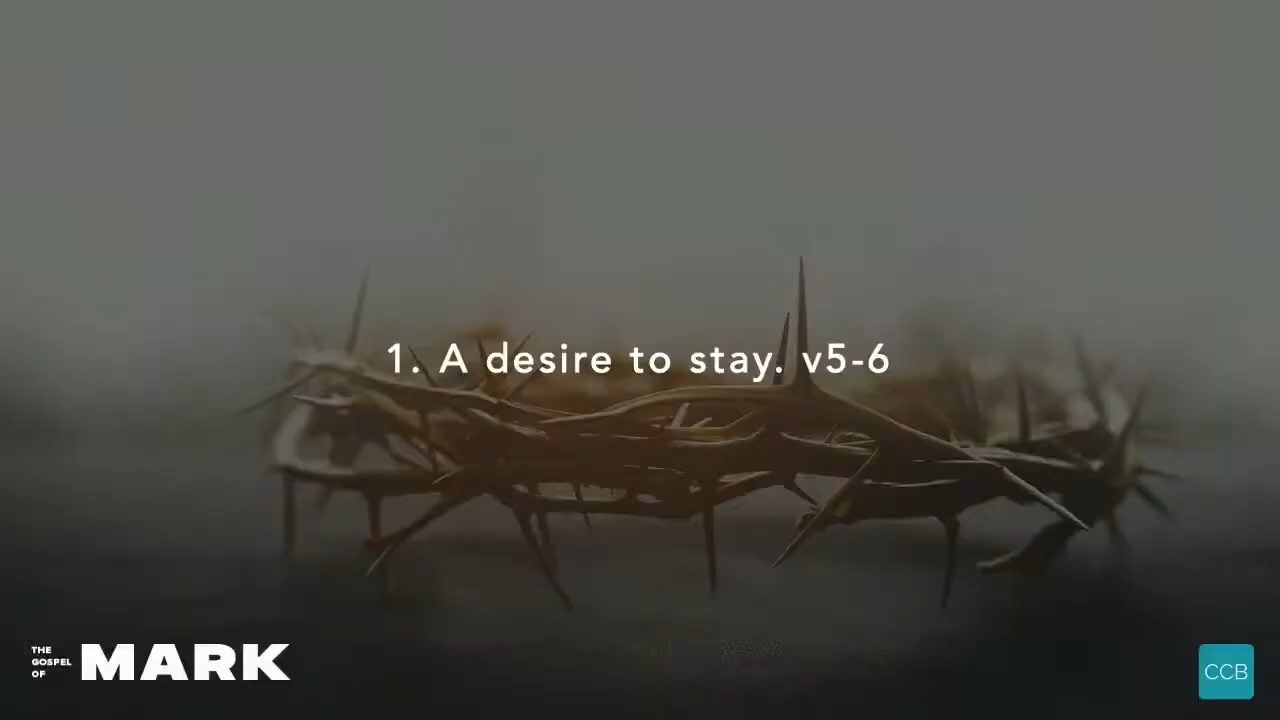 1. A desire to stay. v5-6
THE
GOSPEL
OF
MARK
CCB